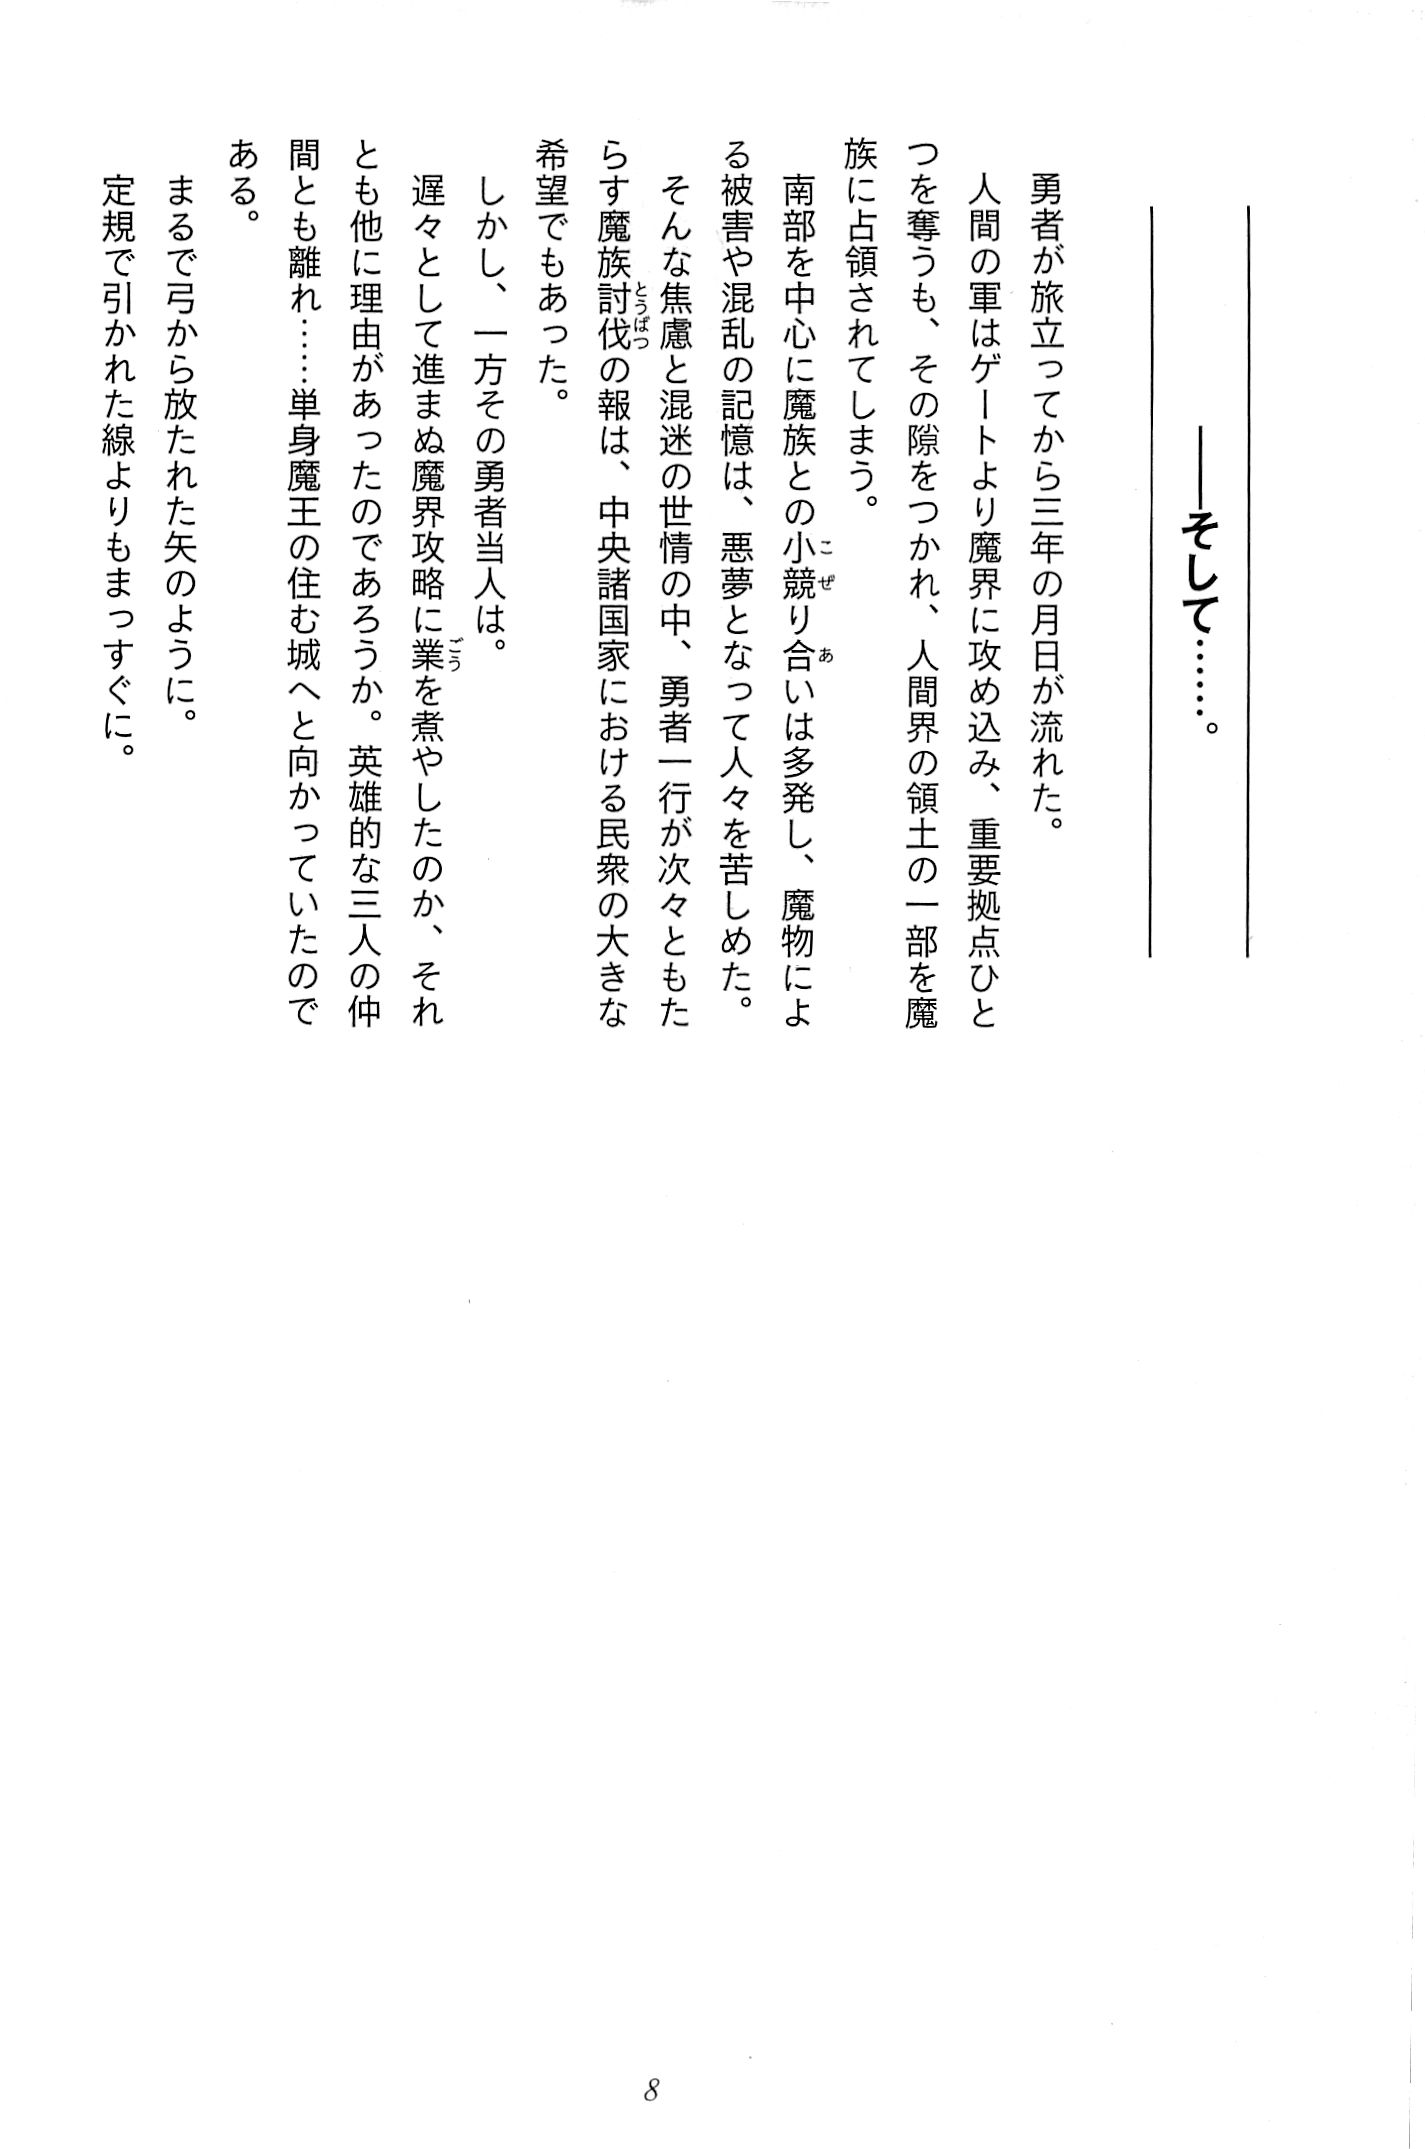 ――そして……。
勇者が旅立ってから三年の月日が流れた。
人間の軍はゲートより魔界に攻め込み、重要拠点ひと
つを奪うも、その隙をつかれ、人間界の領土の一部を魔
族に占領されてしまう。
南部を中心に魔族との小競り合いは多発し、魔物によ
る被害や混乱の記憶は、悪夢となって人々を苦しめた。
そんな焦慮と混迷の世情の中、勇者一行が次々ともた
らす魔族討伐の報は、中央諸国家における民衆の大きな
希望でもあった。
しかし、一方その勇者当人は。
遅々として進まぬ魔界攻略に業を煮やしたのか、それ
とも他に理由があったのであろうか。英雄的な三人の仲
間とも離れ……単身魔王の住む城へと向かっていたので
ある。
まるで弓から放たれた矢のように。
定規で引かれた線よりもまっすぐに。
8